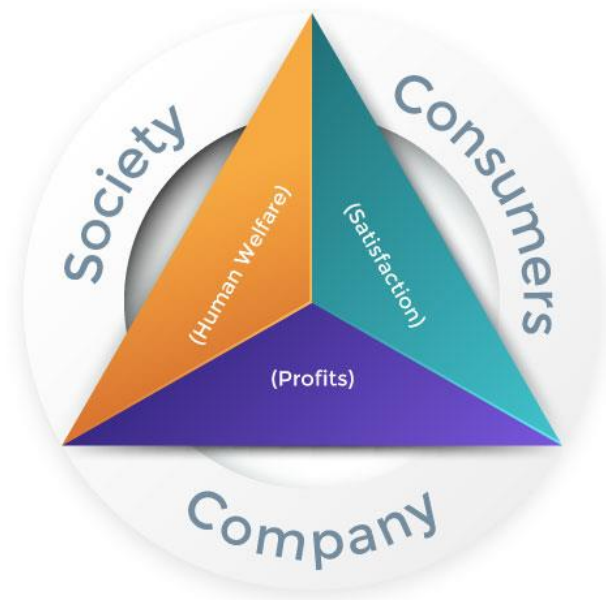 Society
Consumers
(Human Welfare)
(Satisfaction)
(Profits)
Company